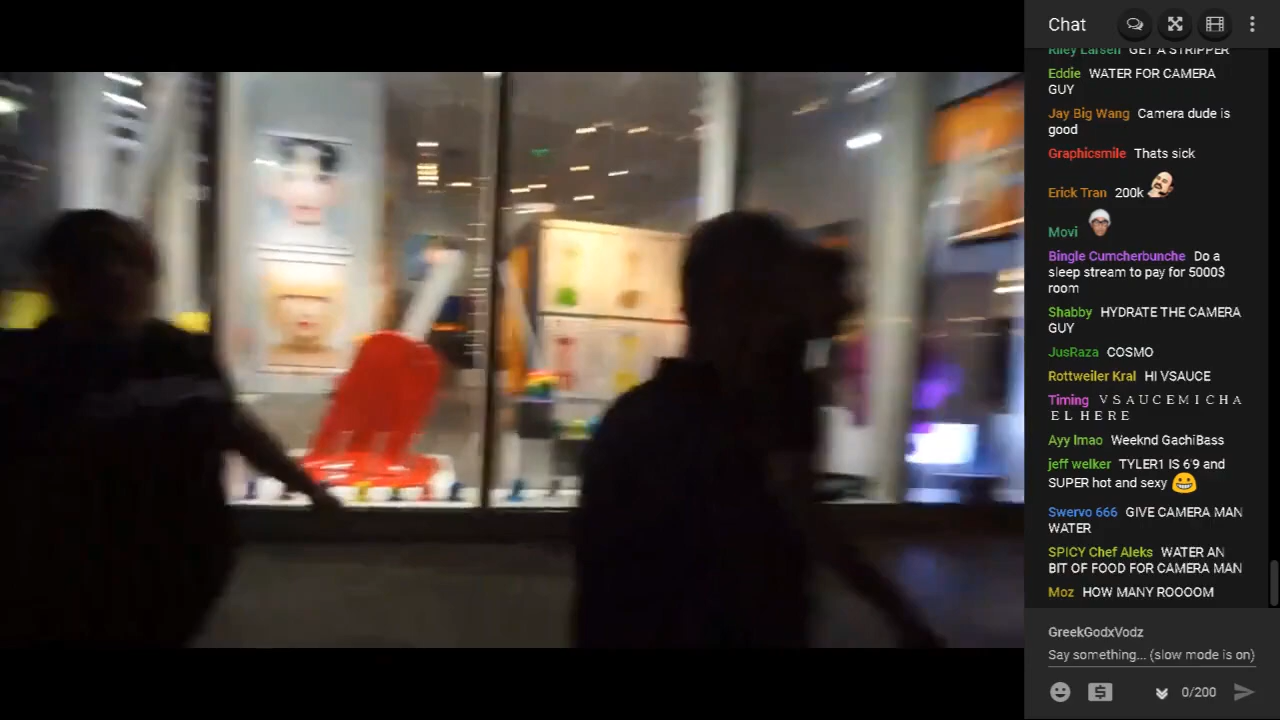 Chat
Riley Larsen GET A STRIPPER
Eddie WATER FOR CAMERA
GUY
Jay Big Wang Camera dude is
good
Graphicsmile Thats sick
Erick Tran 200k
Movi
Bingle Cumcherbunche Do a
sleep stream to pay for 5000$
room
Shabby HYDRATE THE CAMERA
GUY
JusRaza COSMO
Rottweiler Kral HI VSAUCE
Timing V S A U C E M I C H A
E L H E R E
Ayy lmao Weeknd GachiBass
jeff welker TYLER1 IS 6'9 and
SUPER hot and sexy
Swervo 666 GIVE CAMERA MAN
WATER
SPICY Chef Aleks WATER AN
BIT OF FOOD FOR CAMERA MAN
Moz HOW MANY ROOOOM
GreekGodxVodz
Say something... (slow mode is on)
0/200